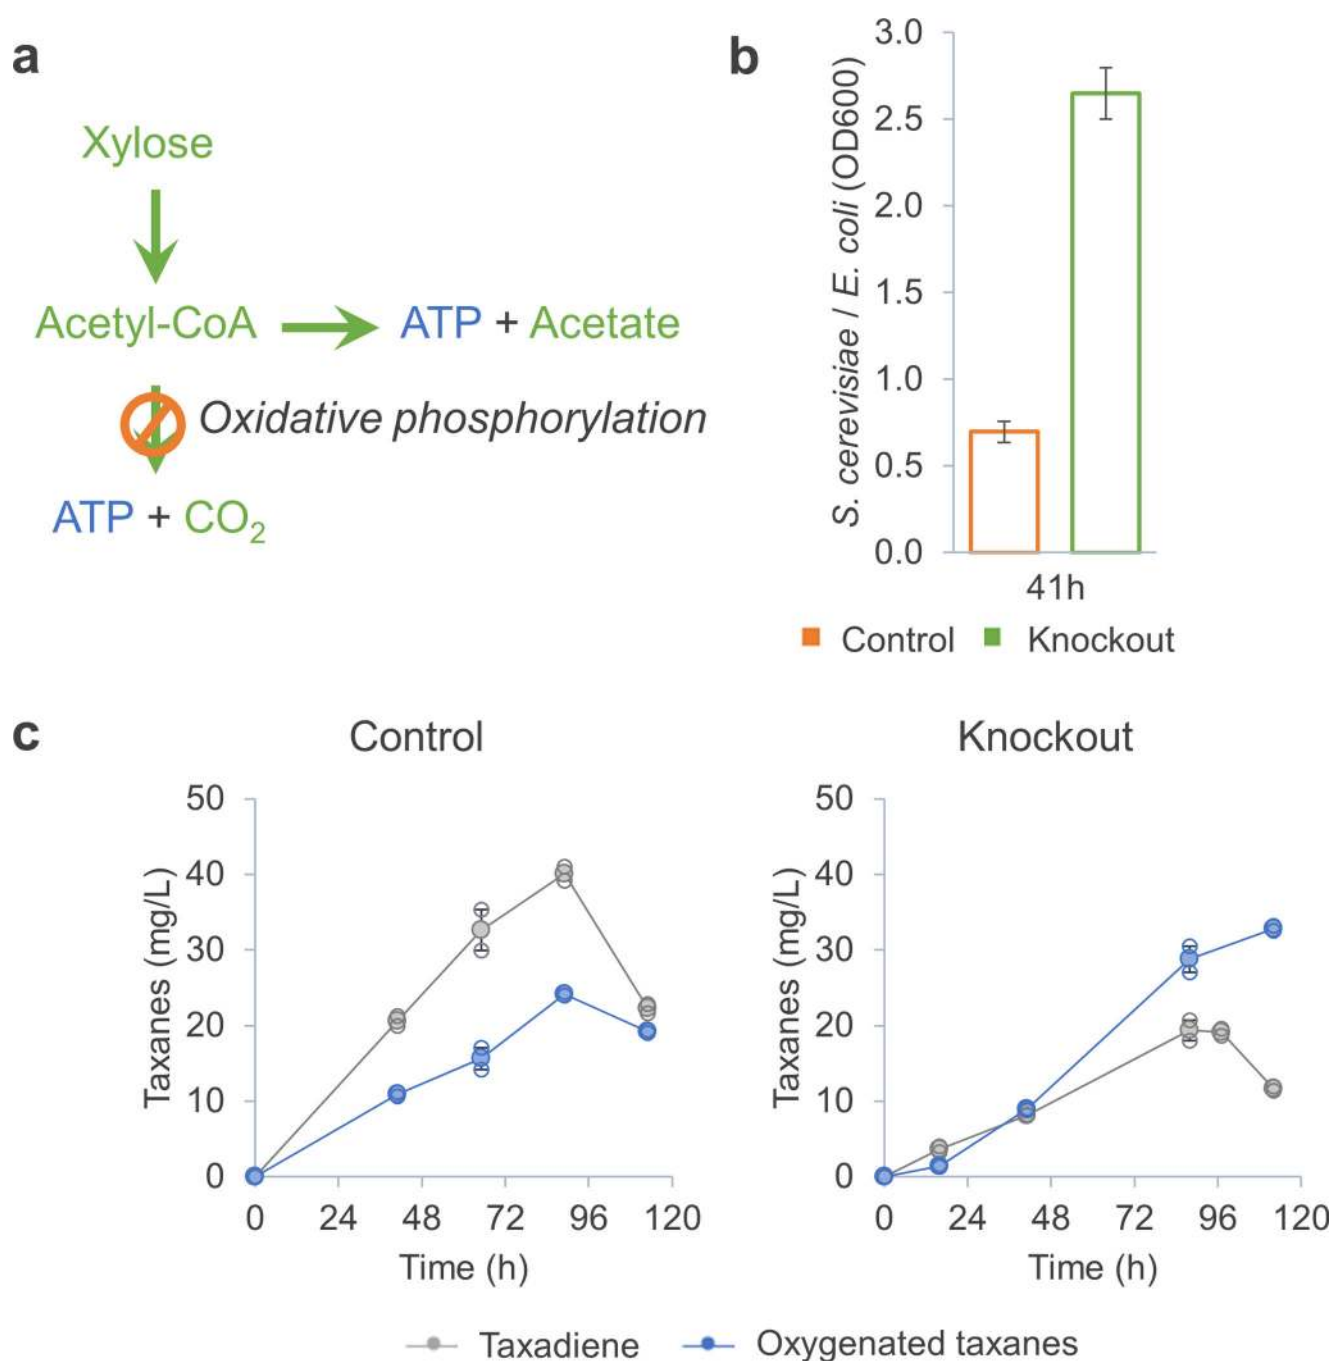 a
Xylose
Acetyl-CoA
ATP + Acetate
Oxidative phosphorylation
ATP + CO₂
b
S. cerevisiae / E. coli (OD600)
3.0
2.5
2.0
1.5
1.0
0.5
0.0
41h
Control Knockout
c
Control
Taxanes (mg/L)
50
40
30
20
10
0
0 24 48 72 96 120
Time (h)
Knockout
Taxanes (mg/L)
50
40
30
20
10
0
0 24 48 72 96 120
Time (h)
Taxadiene Oxygenated taxanes